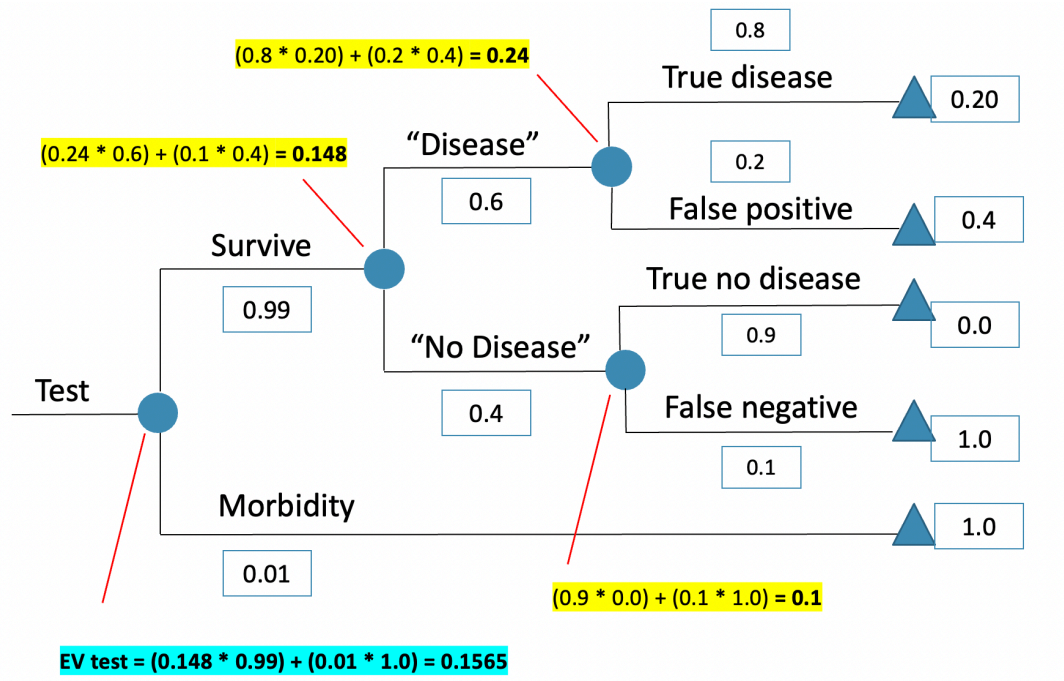 0.8
(0.8 * 0.20) + (0.2 * 0.4) = 0.24
True disease
0.20
“Disease”
(0.24 * 0.6) + (0.1 * 0.4) = 0.148
0.2
0.6
False positive
0.4
Survive
True no disease
0.99
0.0
0.9
“No Disease”
Test
0.4
False negative
1.0
0.1
Morbidity
1.0
0.01
(0.9 * 0.0) + (0.1 * 1.0) = 0.1
EV test = (0.148 * 0.99) + (0.01 * 1.0) = 0.1565